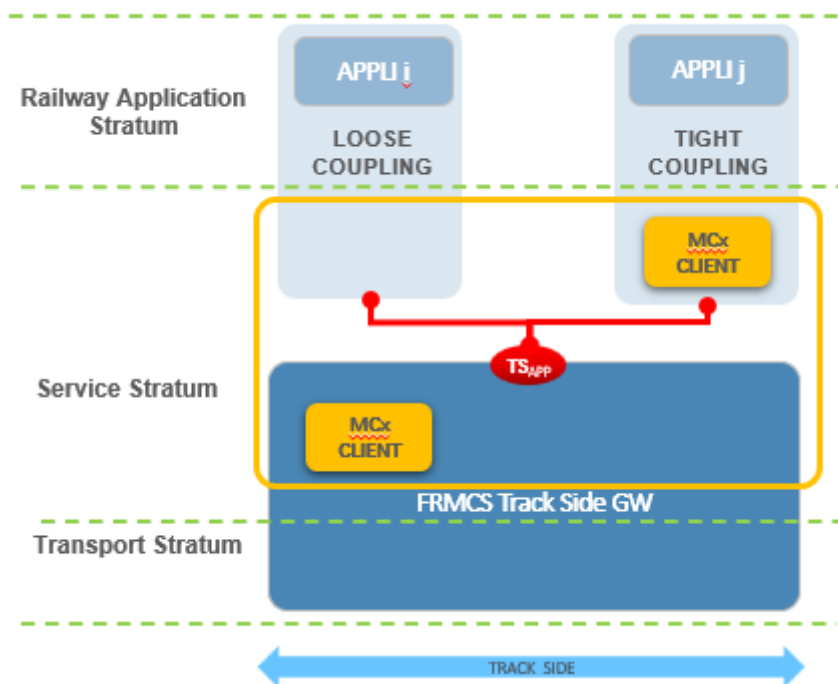 APPLI i
APPLI j
Railway Application
Stratum
LOOSE
COUPLING
TIGHT
COUPLING
MCx
CLIENT
TSAPP
Service Stratum
MCx
CLIENT
FRMCS Track Side GW
Transport Stratum
TRACK SIDE